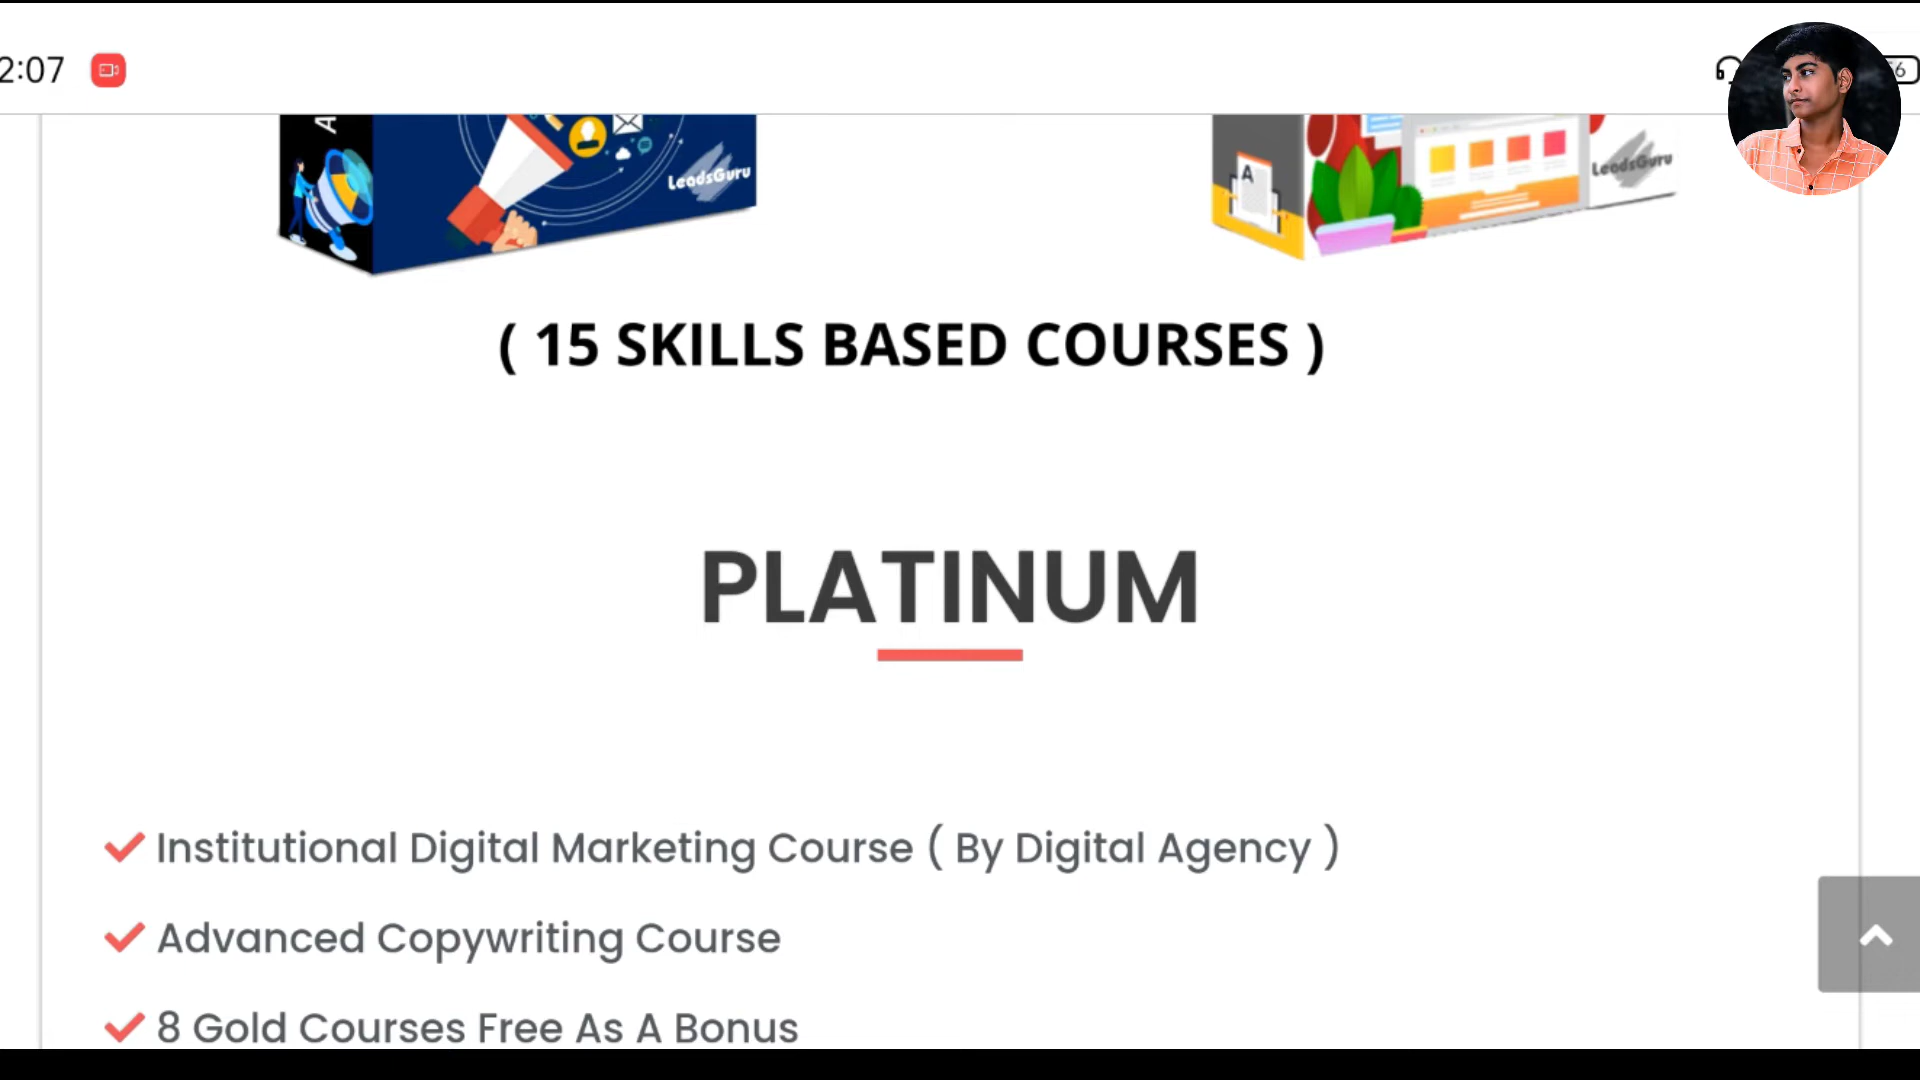 2:07
A
LeadsGuru
A
LeadsGuru
( 15 SKILLS BASED COURSES )
PLATINUM
Institutional Digital Marketing Course ( By Digital Agency )
Advanced Copywriting Course
8 Gold Courses Free As A Bonus